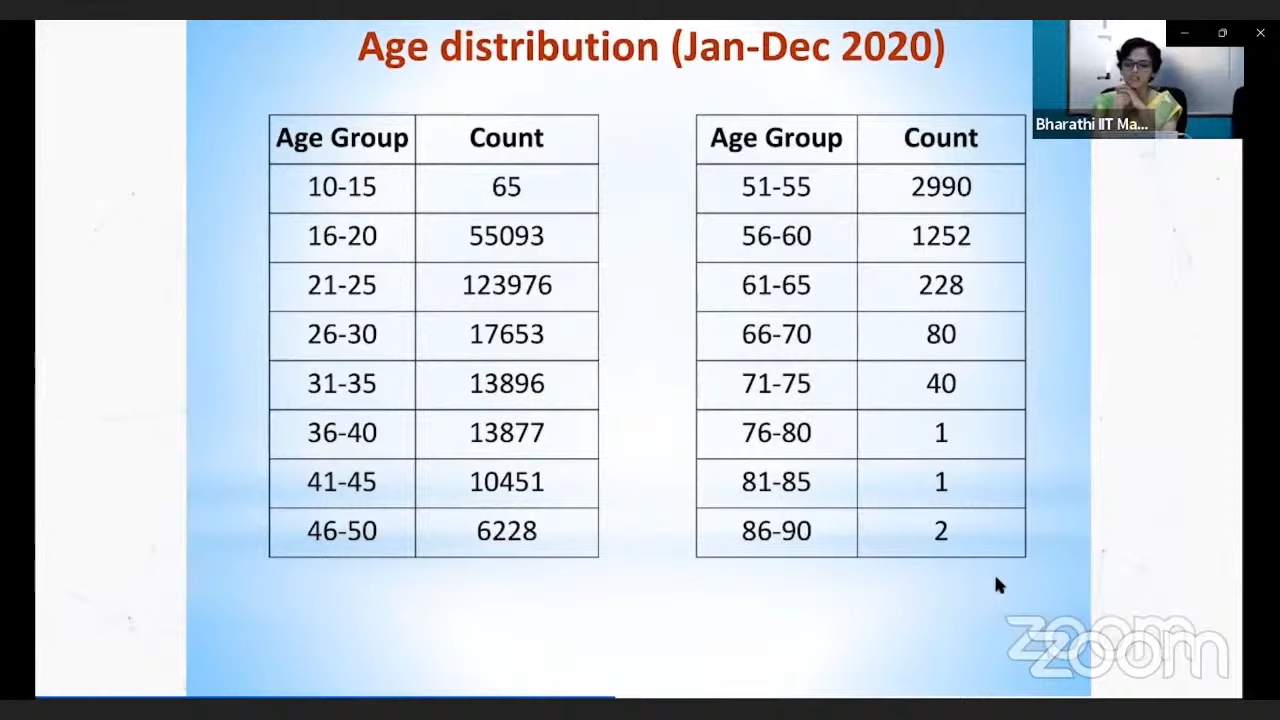 Age distribution (Jan-Dec 2020)
Bharathi IIT Ma...
Age Group Count
10-15 65
16-20 55093
21-25 123976
26-30 17653
31-35 13896
36-40 13877
41-45 10451
46-50 6228
Age Group Count
51-55 2990
56-60 1252
61-65 228
66-70 80
71-75 40
76-80 1
81-85 1
86-90 2
zoom
zoom